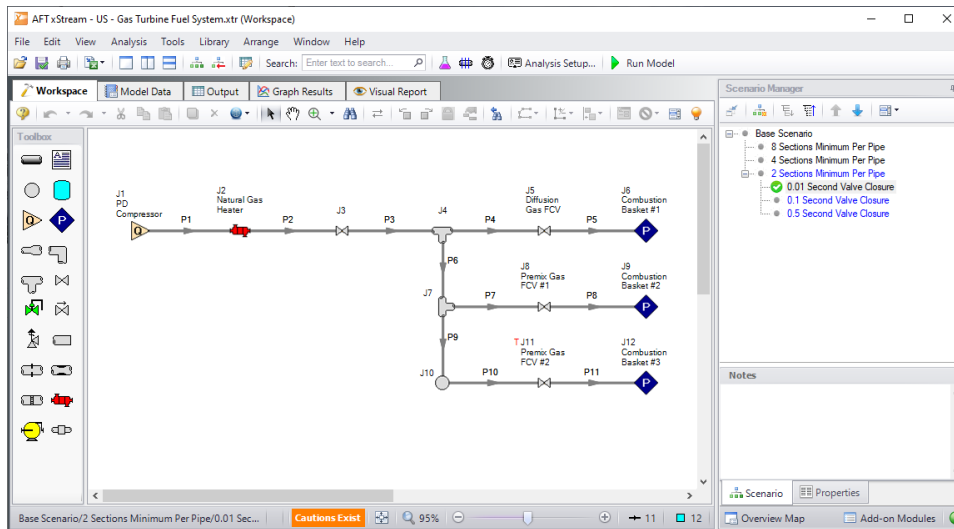 AFT xStream - US - Gas Turbine Fuel System.xtr (Workspace)
File Edit View Analysis Tools Library Arrange Window Help
Search: Enter text to search... Analysis Setup... Run Model
Workspace Model Data Output Graph Results Visual Report
Scenario Manager
Toolbox
A
Q
P
Base Scenario
8 Sections Minimum Per Pipe
4 Sections Minimum Per Pipe
2 Sections Minimum Per Pipe
0.01 Second Valve Closure
0.1 Second Valve Closure
0.5 Second Valve Closure
J1
PD
Compressor
Q
P1
J2
Natural Gas
Heater
P2
J3
P3
J4
P4
J5
Diffusion
Gas FCV
P5
J6
Combustion
Basket #1
P
P6
J7
P7
J8
Premix Gas
FCV #1
P8
J9
Combustion
Basket #2
P
P9
J10
P10
T J11
Premix Gas
FCV #2
P11
J12
Combustion
Basket #3
P
Notes
Scenario Properties
Base Scenario/2 Sections Minimum Per Pipe/0.01 Sec... Cautions Exist 95% 11 12 Overview Map Add-on Modules